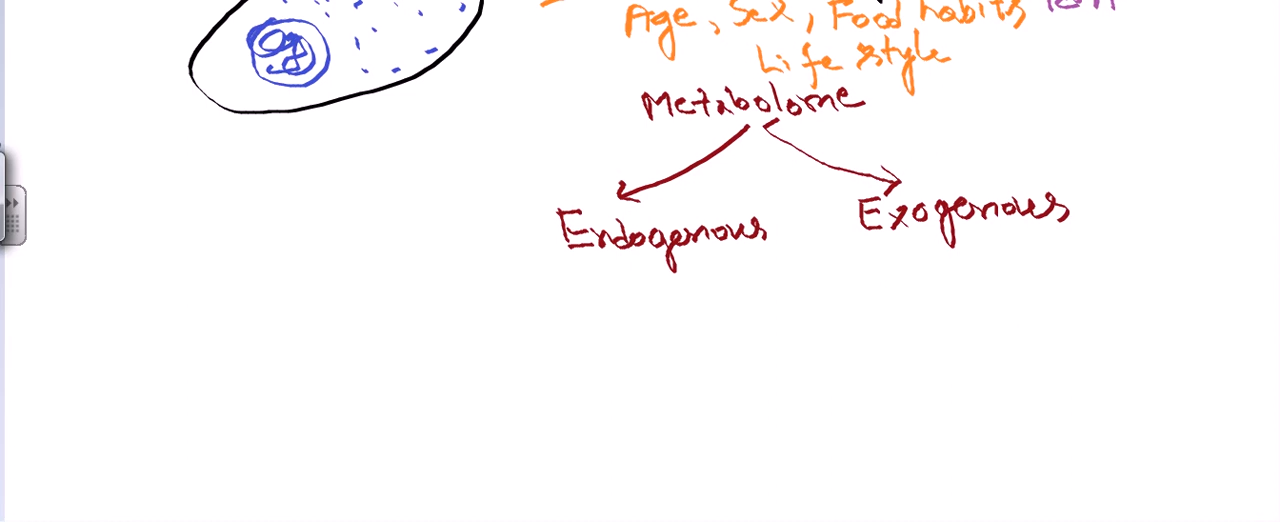 Age, Sex, Food habits
Life style
Metabolome
Endogenous
Exogenous